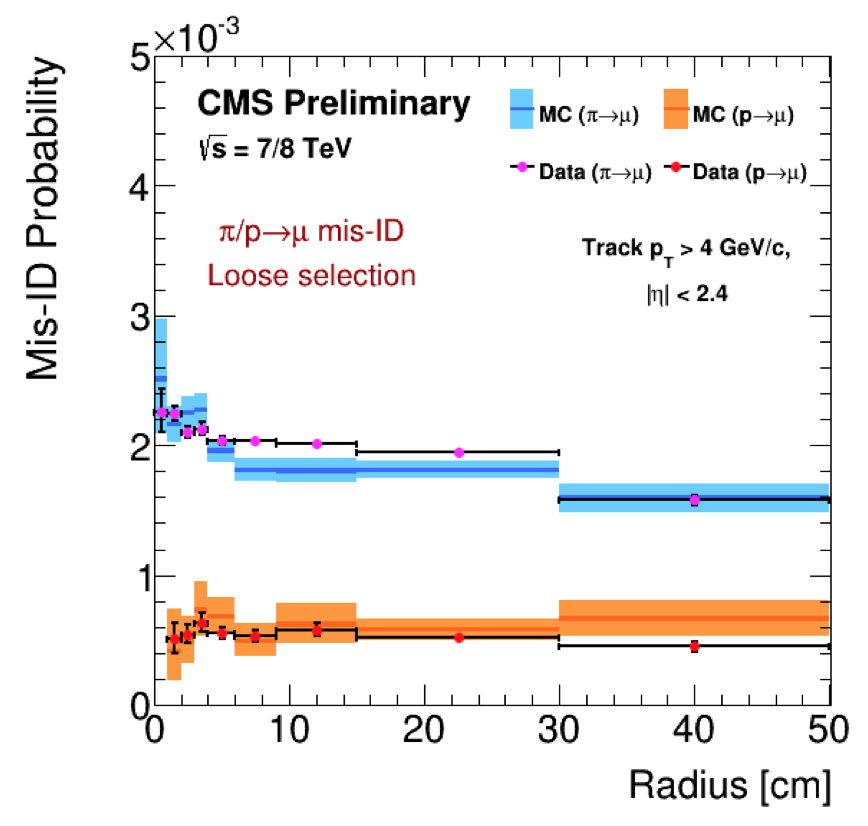 5×10⁻³
CMS Preliminary
√s = 7/8 TeV
MC (π→μ)
MC (p→μ)
Data (π→μ)
Data (p→μ)
π/p→μ mis-ID
Loose selection
Track pT > 4 GeV/c,
|η| < 2.4
Mis-ID Probability
4
3
2
1
0
0 10 20 30 40 50
Radius [cm]